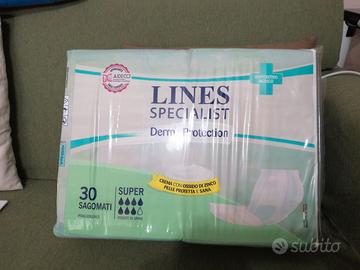 LINES
SPECIALIST
Derma Protection
CREMA CON OSSIDO DI ZINCO
PELLE PROTETTA E SANA
30
SAGOMATI
SUPER
DISPOSITIVO
MEDICO
AIDECO
subito